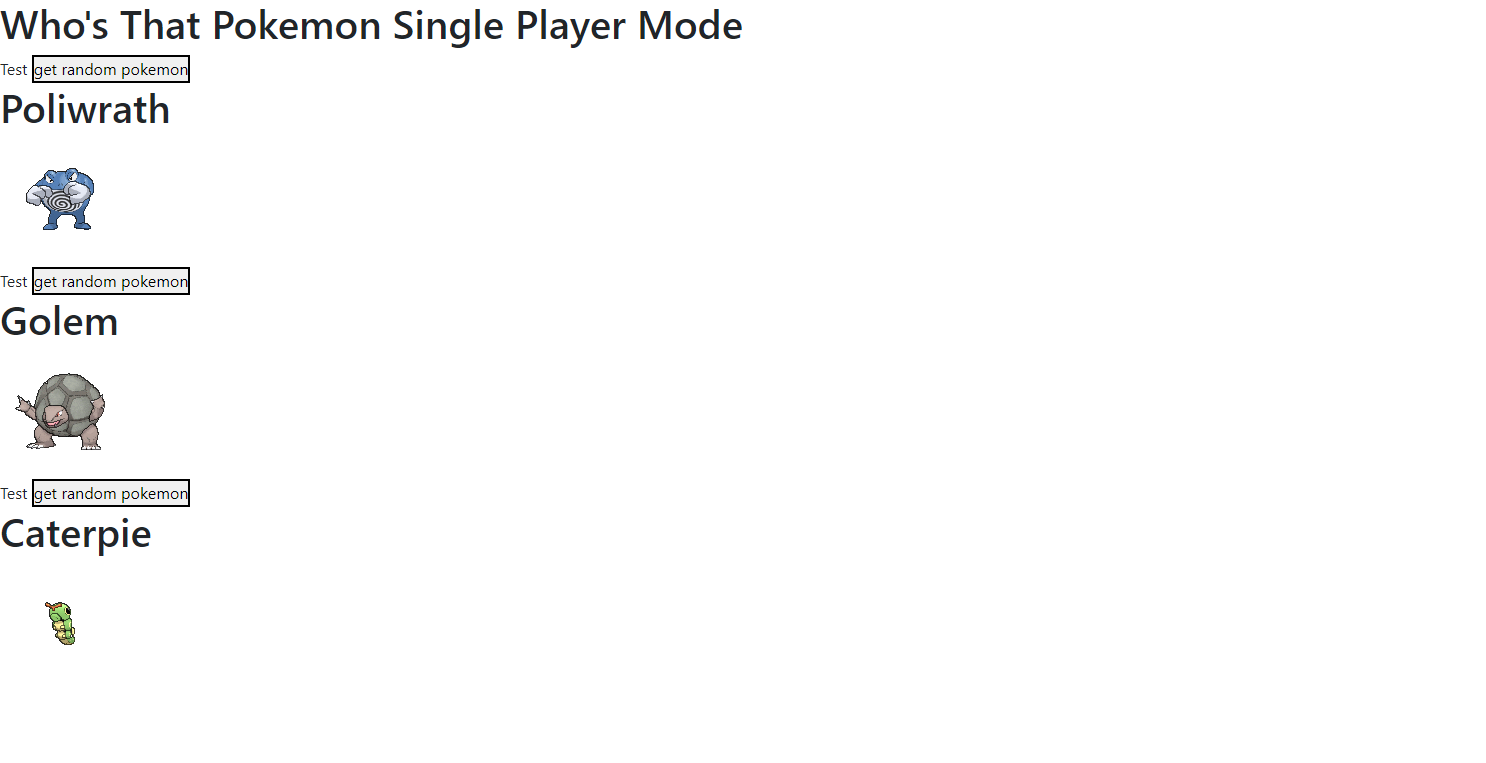 Who's That Pokemon Single Player Mode
Test get random pokemon
Poliwrath
Test get random pokemon
Golem
Test get random pokemon
Caterpie